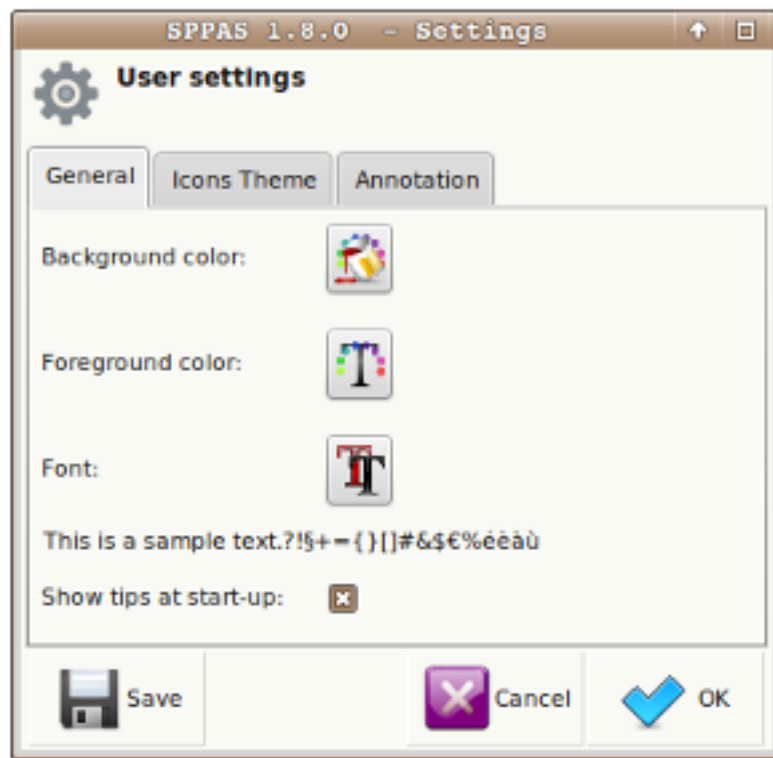 SPPAS 1.8.0 - Settings
User settings
General Icons Theme Annotation
Background color:
Foreground color:
Font:
This is a sample text.?!§+={}[]#&$€%éèàù
Show tips at start-up:
Save Cancel OK